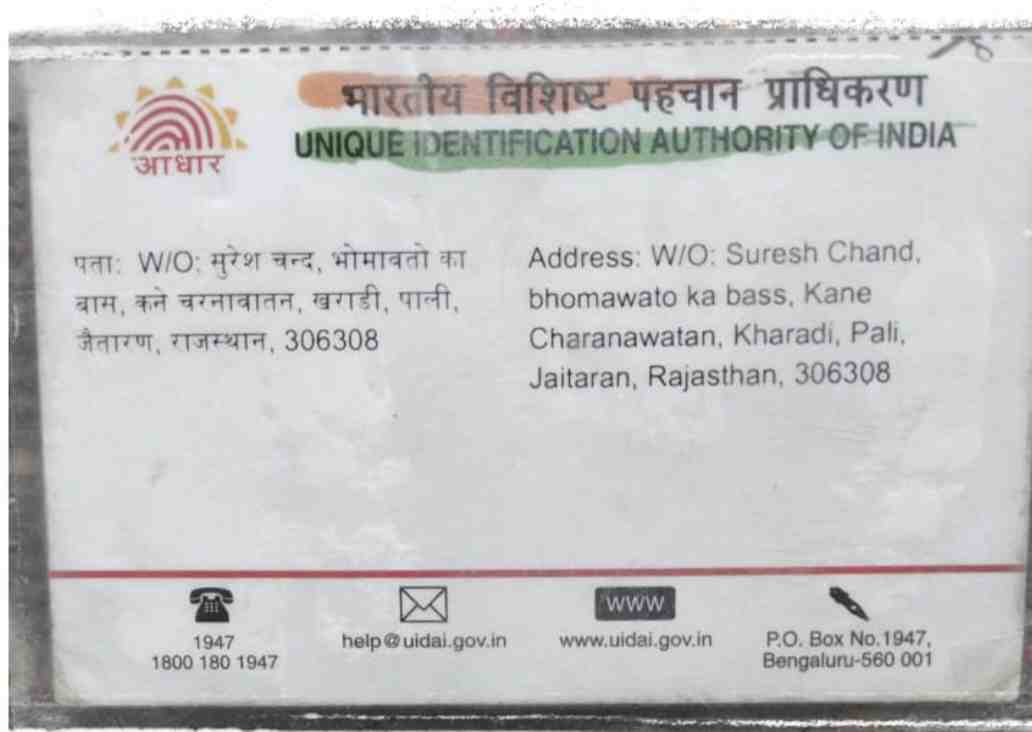 भारतीय विशिष्ट पहचान प्राधिकरण
UNIQUE IDENTIFICATION AUTHORITY OF INDIA
आधार
पता: W/O: सुरेश चन्द, भोमावतो का
बास, कने चरनावातन, खराडी, पाली,
जैतारण, राजस्थान, 306308
Address: W/O: Suresh Chand,
bhomawato ka bass, Kane
Charanawatan, Kharadi, Pali,
Jaitaran, Rajasthan, 306308
1947
1800 180 1947
help@uidai.gov.in
WWW
www.uidai.gov.in
P.O. Box No.1947,
Bengaluru-560 001